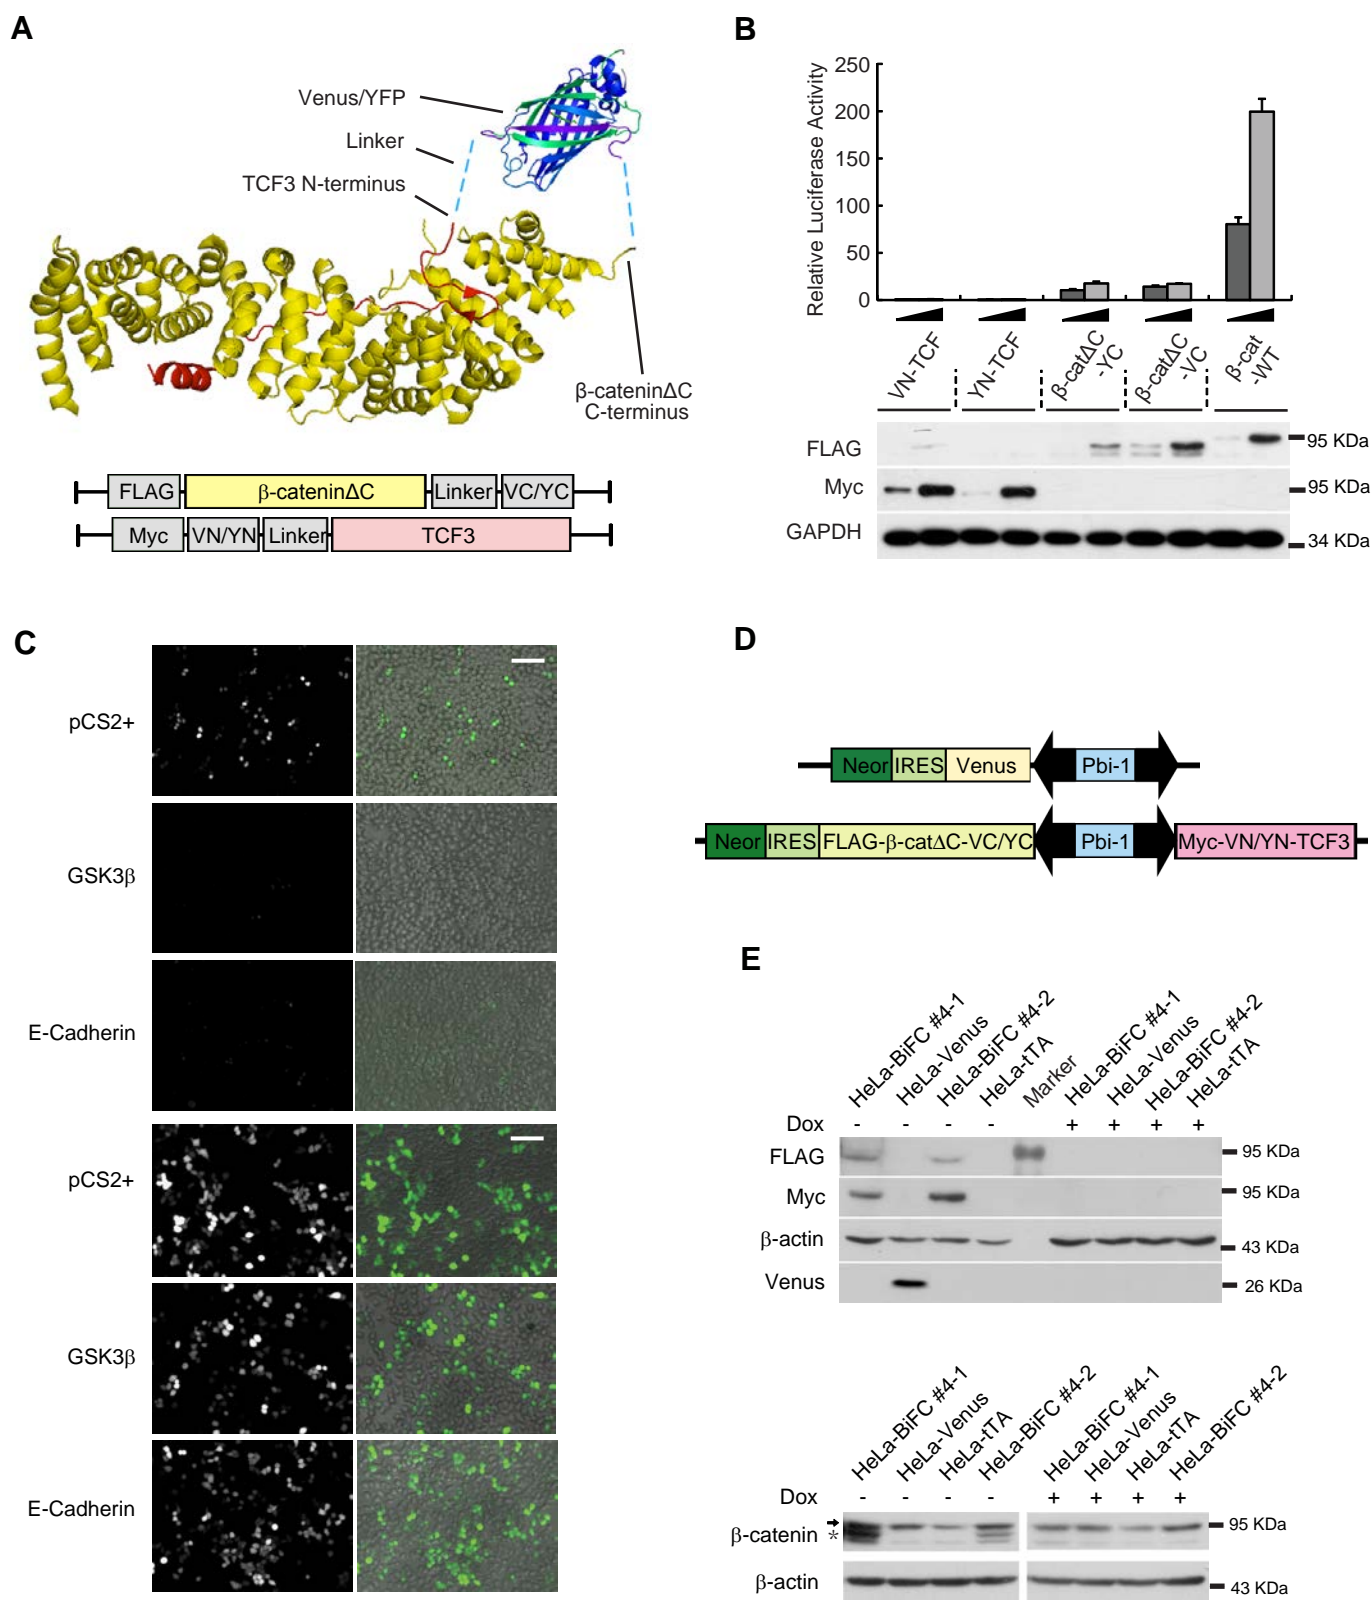 A
Venus/YFP
Linker
TCF3 N-terminus
β-cateninΔC
C-terminus
FLAG β-cateninΔC Linker VC/YC
Myc VN/YN Linker TCF3
B
Relative Luciferase Activity
250
200
150
100
50
0
VN-TCF
YN-TCF
β-catΔC
-YC
β-catΔC
-VC
β-cat
-WT
FLAG 95 KDa
Myc 95 KDa
GAPDH 34 KDa
C
pCS2+
GSK3β
E-Cadherin
pCS2+
GSK3β
E-Cadherin
D
Neor IRES Venus Pbi-1
Neor IRES FLAG-β-catΔC-VC/YC Pbi-1 Myc-VN/YN-TCF3
E
HeLa-BiFC #4-1
HeLa-Venus
HeLa-BiFC #4-2
HeLa-tTA
Marker
HeLa-BiFC #4-1
HeLa-Venus
HeLa-BiFC #4-2
HeLa-tTA
Dox - - - - + + + +
FLAG 95 KDa
Myc 95 KDa
β-actin 43 KDa
Venus 26 KDa
HeLa-BiFC #4-1
HeLa-Venus
HeLa-tTA
HeLa-BiFC #4-2
HeLa-BiFC #4-1
HeLa-Venus
HeLa-tTA
HeLa-BiFC #4-2
Dox - - - - + + + +
β-catenin * 95 KDa
β-actin 43 KDa